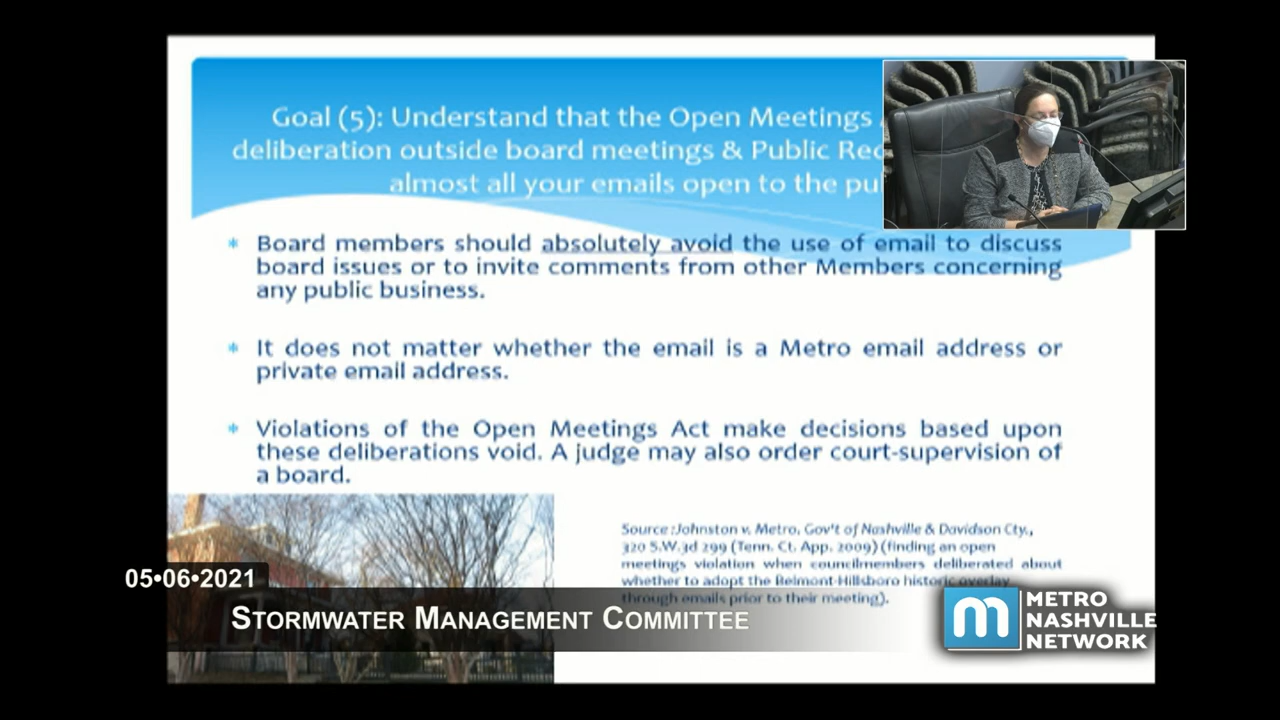 Goal (5): Understand that the Open Meetings
deliberation outside board meetings & Public Rec
almost all your emails open to the pu
* Board members should absolutely avoid the use of email to discuss
board issues or to invite comments from other Members concerning
any public business.
* It does not matter whether the email is a Metro email address or
private email address.
* Violations of the Open Meetings Act make decisions based upon
these deliberations void. A judge may also order court-supervision of
a board.
Source: Johnston v. Metro. Gov't of Nashville & Davidson Cty.,
320 S.W.3d 299 (Tenn. Ct. App. 2009) (finding an open
meetings violation when councilmembers deliberated about
whether to adopt the Belmont-Hillsboro historic overlay
through emails prior to their meeting).
05•06•2021
STORMWATER MANAGEMENT COMMITTEE
m METRO
NASHVILLE
NETWORK